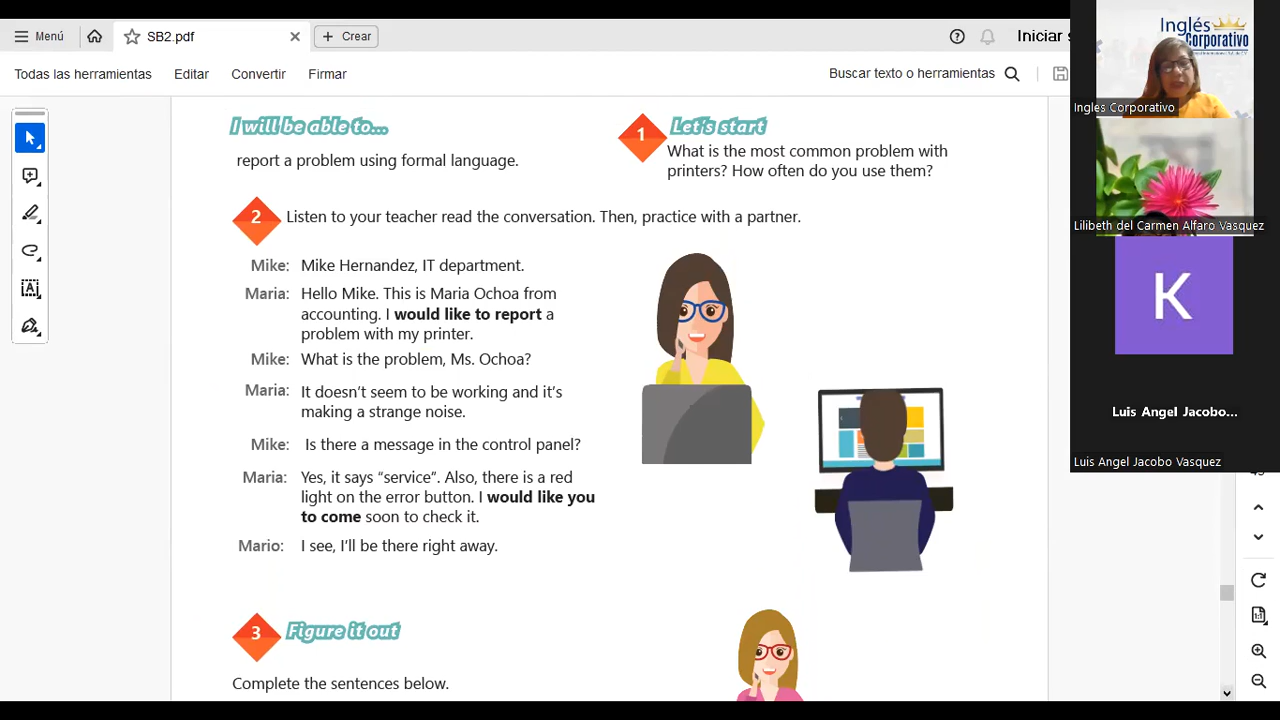 Menú
SB2.pdf
Crear
Iniciar s
Todas las herramientas
Editar
Convertir
Firmar
Buscar texto o herramientas
I will be able to...
report a problem using formal language.
1
Let's start
What is the most common problem with
printers? How often do you use them?
2
Listen to your teacher read the conversation. Then, practice with a partner.
Mike: Mike Hernandez, IT department.
Maria: Hello Mike. This is Maria Ochoa from
accounting. I would like to report a
problem with my printer.
Mike: What is the problem, Ms. Ochoa?
Maria: It doesn't seem to be working and it's
making a strange noise.
Mike: Is there a message in the control panel?
Maria: Yes, it says “service”. Also, there is a red
light on the error button. I would like you
to come soon to check it.
Mario: I see, I'll be there right away.
3
Figure it out
Complete the sentences below.
Inglés
Corporativo
Ingles Corporativo
Lilibeth del Carmen Alfaro Vasquez
K
Luis Angel Jacobo...
Luis Angel Jacobo Vasquez